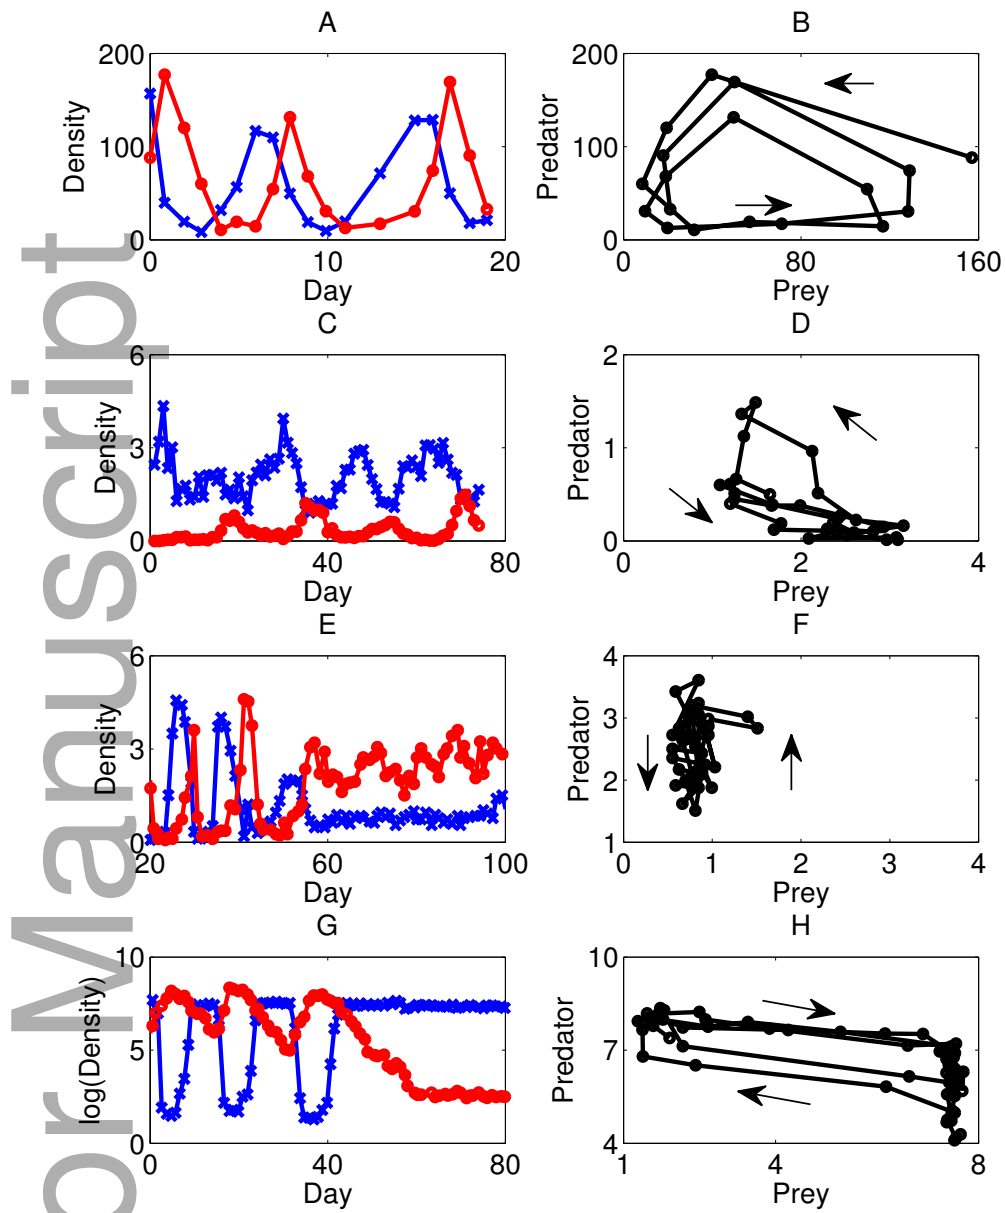 A
200
100
0
Density
0 10 20
Day
B
200
100
0
Predator
0 80 160
Prey
C
6
3
0
Density
0 40 80
Day
D
2
1
0
Predator
0 2 4
Prey
E
6
3
0
Density
20 60 100
Day
F
4
3
2
1
Predator
0 1 2 3 4
Prey
G
10
5
0
log(Density)
0 40 80
Day
H
10
7
4
Predator
1 4 8
Prey
or Manuscript